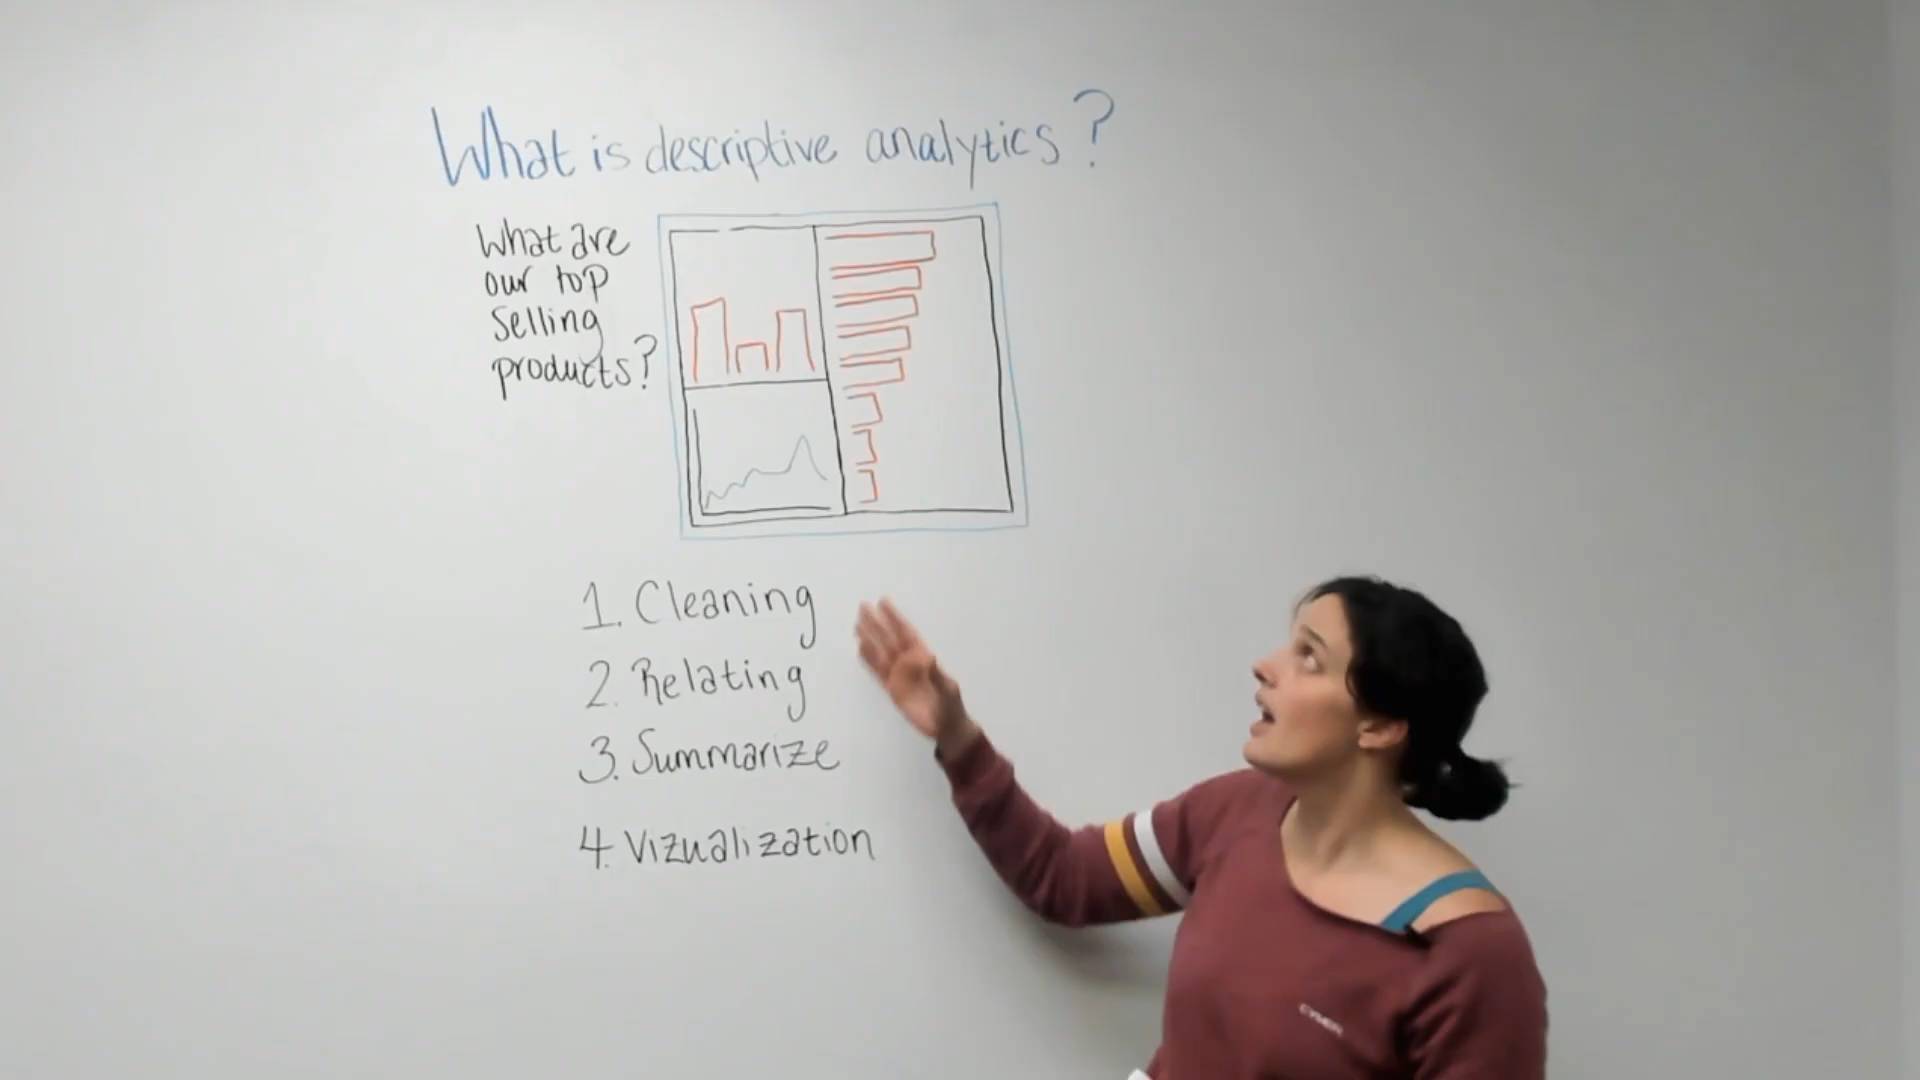 What is descriptive analytics?
What are
our top
selling
products?
1. Cleaning
2. Relating
3. Summarize
4. Vizualization